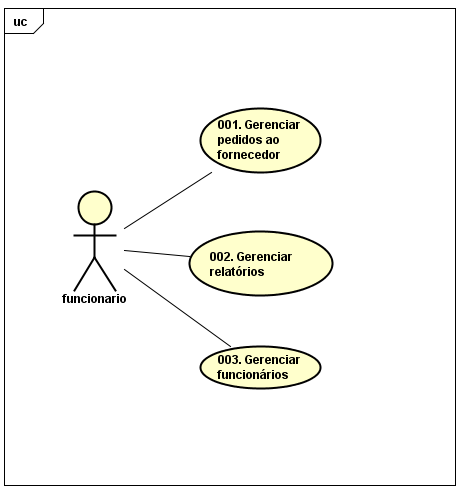 uc
001. Gerenciar
pedidos ao
fornecedor
002. Gerenciar
relatórios
funcionario
003. Gerenciar
funcionários